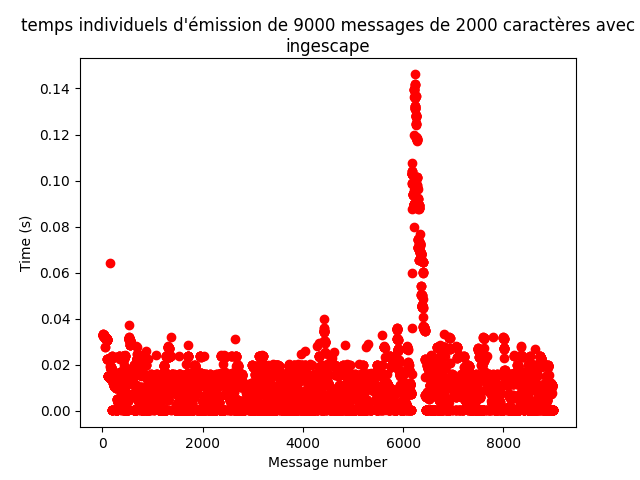 temps individuels d'émission de 9000 messages de 2000 caractères avec
ingescape
0.14
0.12
0.10
0.08
0.06
0.04
0.02
0.00
Time (s)
0 2000 4000 6000 8000
Message number